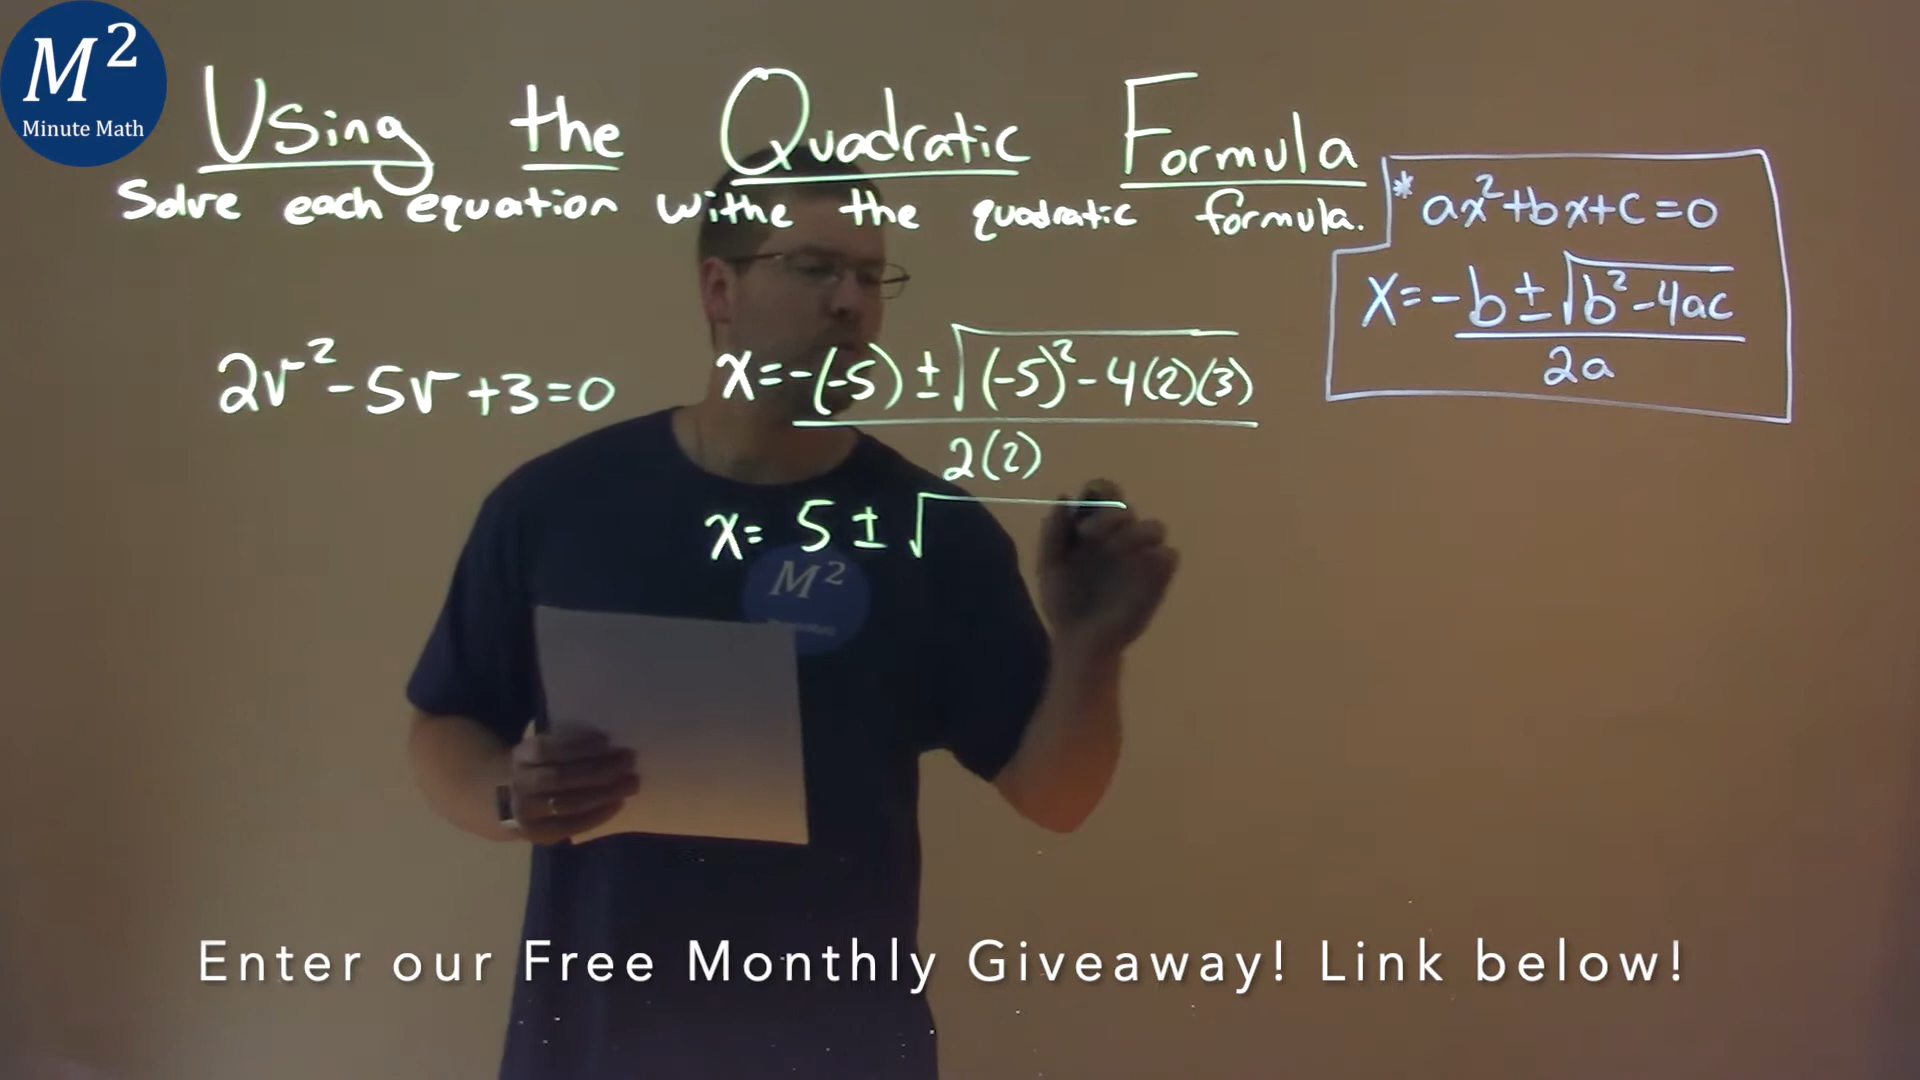 M²
Minute Math
Using the Quadratic Formula
Solve each equation withe the quadratic formula.
* ax²+bx+c=0
x=-b±√b²-4ac
2a
2v²-5v+3=0
x=-(-5)±√(-5)²-4(2)(3)
2(2)
x= 5±√
M²
Enter our Free Monthly Giveaway! Link below!